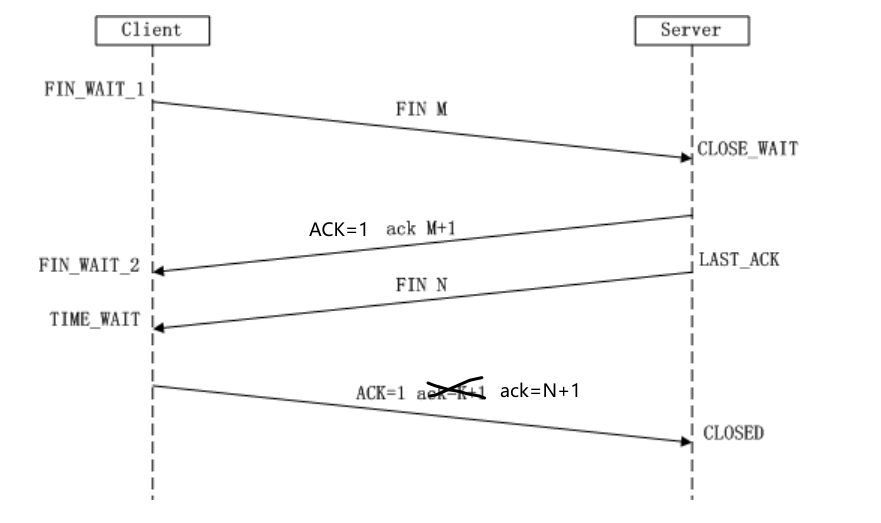 Client Server
FIN_WAIT_1
FIN M
CLOSE_WAIT
ACK=1 ack M+1
FIN_WAIT_2
LAST_ACK
FIN N
TIME_WAIT
ACK=1 ack=K+1 ack=N+1
CLOSED